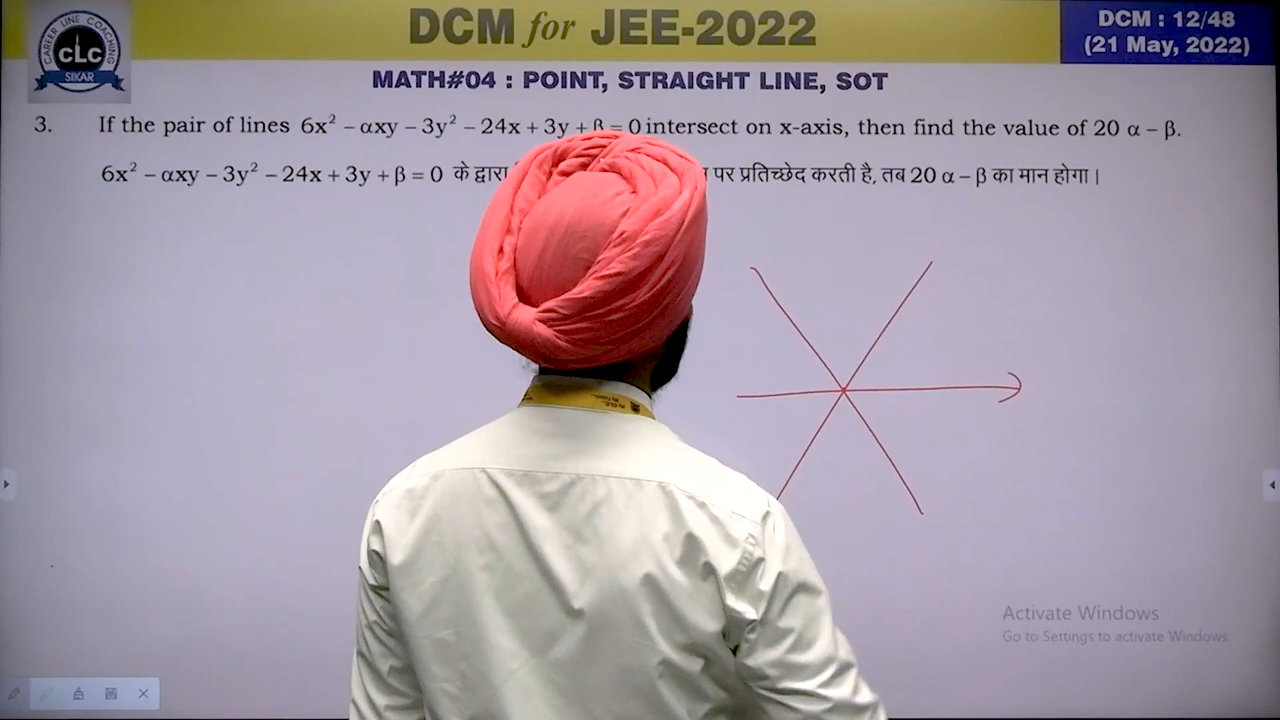 DCM for JEE-2022
DCM : 12/48
(21 May, 2022)
CAREER LINE COACHING
CLC
SIKAR
MATH#04 : POINT, STRAIGHT LINE, SOT
3. If the pair of lines 6x² – αxy – 3y² – 24x + 3y + β = 0 intersect on x-axis, then find the value of 20 α – β.
6x² – αxy – 3y² – 24x + 3y + β = 0 के द्वारा पर प्रतिच्छेद करती है, तब 20 α – β का मान होगा।
Activate Windows
Go to Settings to activate Windows